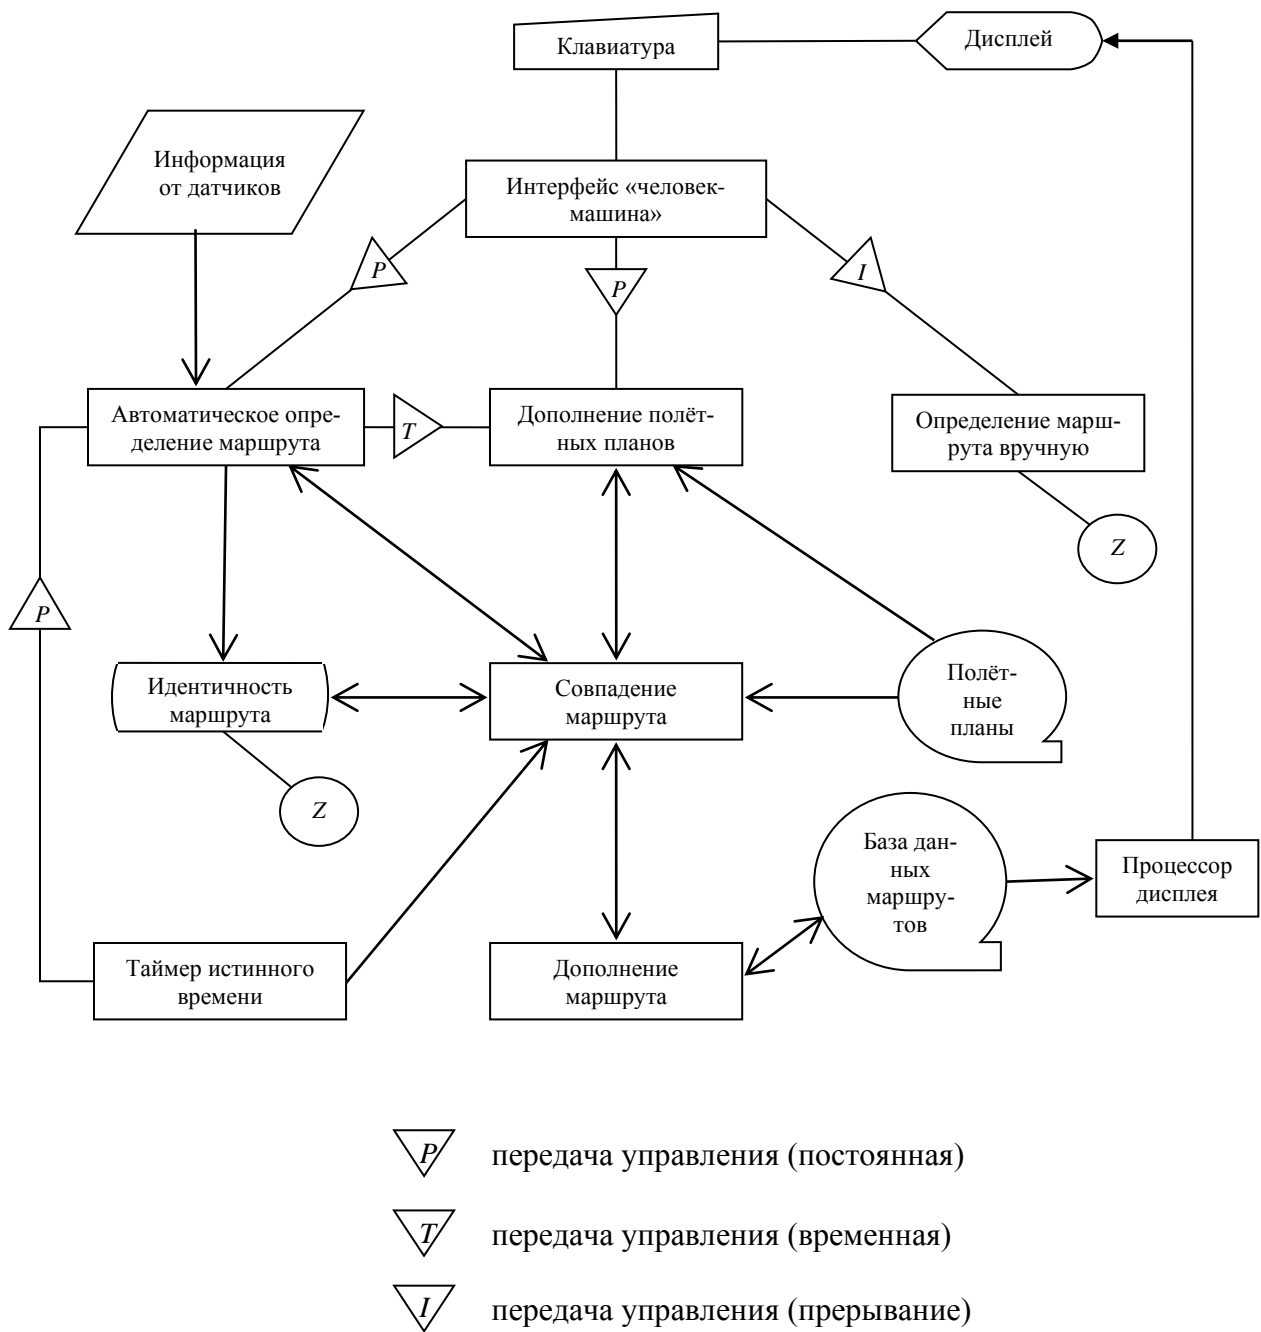 Клавиатура
Дисплей
Информация
от датчиков
Интерфейс «человек-
машина»
P
P
I
Автоматическое опре-
деление маршрута
T
Дополнение полёт-
ных планов
Определение марш-
рута вручную
Z
P
Идентичность
маршрута
Совпадение
маршрута
Полёт-
ные
планы
Z
База дан-
ных
маршру-
тов
Процессор
дисплея
Таймер истинного
времени
Дополнение
маршрута
P передача управления (постоянная)
T передача управления (временная)
I передача управления (прерывание)